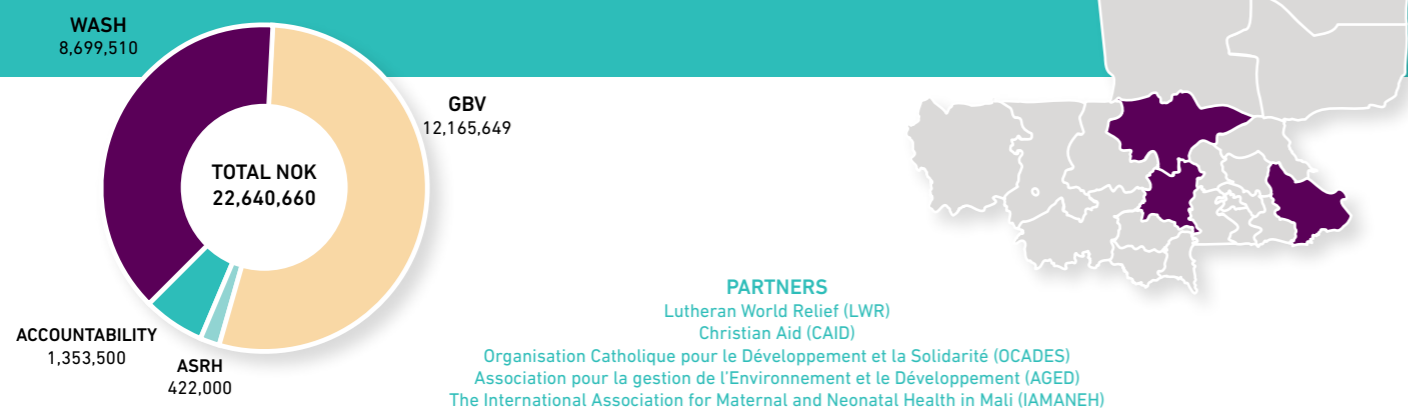 WASH
8,699,510
GBV
12,165,649
TOTAL NOK
22,640,660
ACCOUNTABILITY
1,353,500
ASRH
422,000
PARTNERS
Lutheran World Relief (LWR)
Christian Aid (CAID)
Organisation Catholique pour le Développement et la Solidarité (OCADES)
Association pour la gestion de l'Environnement et le Développement (AGED)
The International Association for Maternal and Neonatal Health in Mali (IAMANEH)